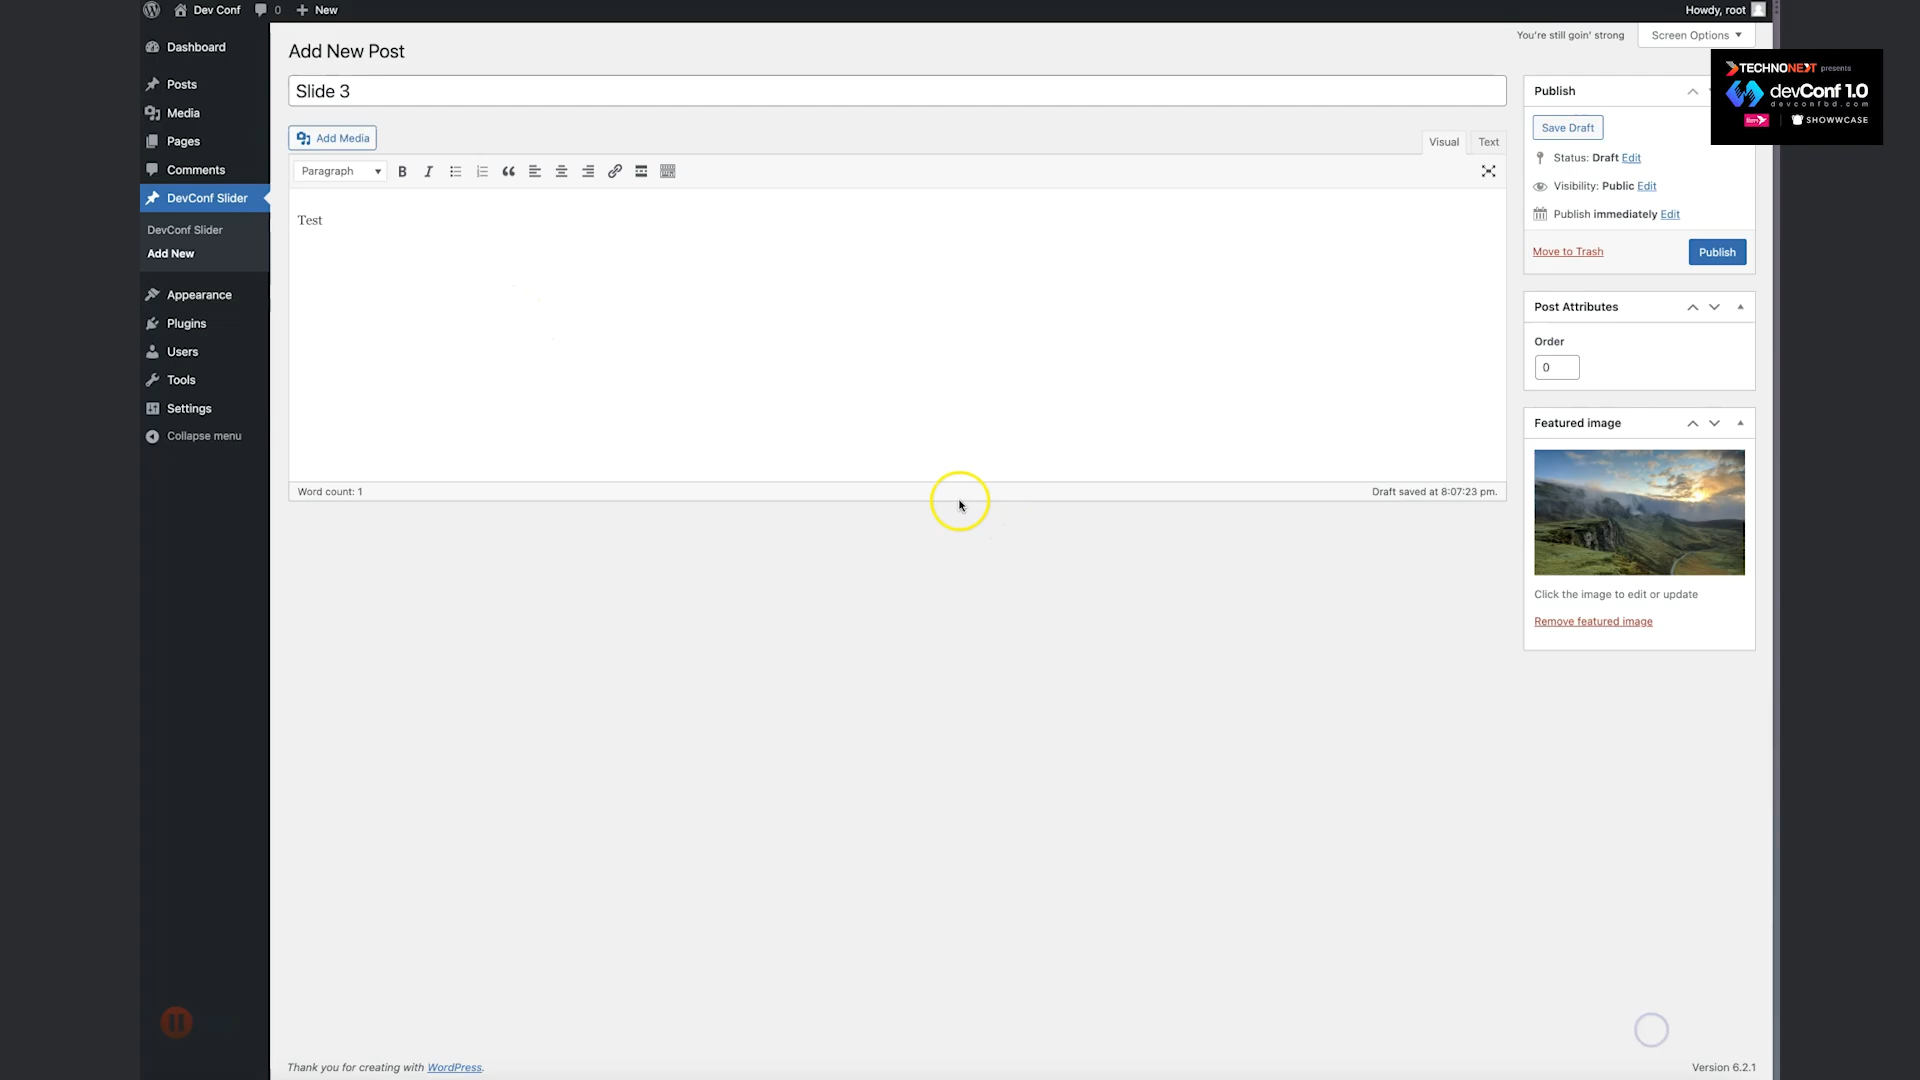 Dev Conf
0
New
Howdy, root
Dashboard
Posts
Media
Pages
Comments
DevConf Slider
DevConf Slider
Add New
Appearance
Plugins
Users
Tools
Settings
Collapse menu
You're still goin' strong
Screen Options
Add New Post
Slide 3
Add Media
Visual
Text
Paragraph
Test
Word count: 1
Draft saved at 8:07:23 pm.
Publish
Save Draft
Status: Draft Edit
Visibility: Public Edit
Publish immediately Edit
Move to Trash
Publish
Post Attributes
Order
0
Featured image
Click the image to edit or update
Remove featured image
TECHNONEXT presents
devConf 1.0
devconfbd.com
SHOWWCASE
Thank you for creating with WordPress.
Version 6.2.1